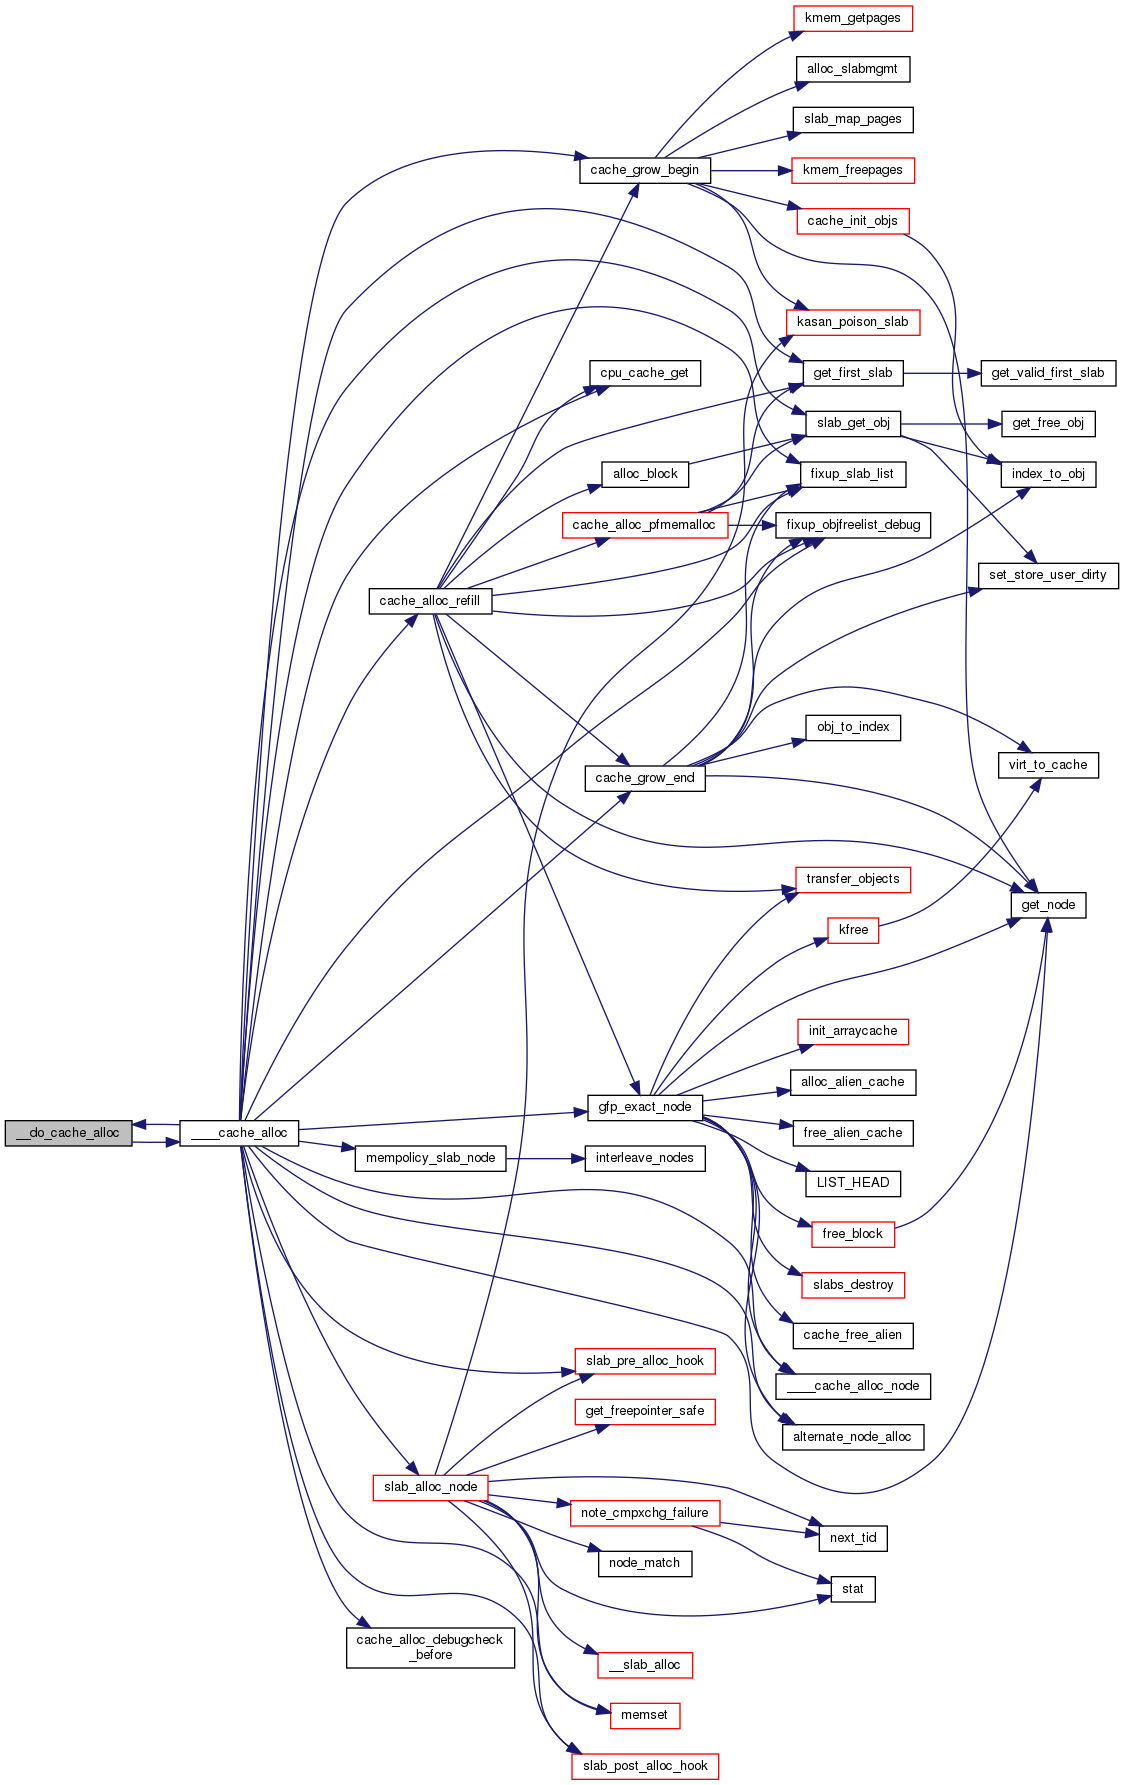 kmem_getpages
alloc_slabmgmt
slab_map_pages
cache_grow_begin
kmem_freepages
cache_init_objs
kasan_poison_slab
cpu_cache_get
get_first_slab
get_valid_first_slab
slab_get_obj
get_free_obj
alloc_block
fixup_slab_list
index_to_obj
cache_alloc_pfmemalloc
fixup_objfreelist_debug
set_store_user_dirty
cache_alloc_refill
obj_to_index
virt_to_cache
cache_grow_end
transfer_objects
get_node
kfree
init_arraycache
alloc_alien_cache
gfp_exact_node
__do_cache_alloc
____cache_alloc
free_alien_cache
mempolicy_slab_node
interleave_nodes
LIST_HEAD
free_block
slabs_destroy
cache_free_alien
slab_pre_alloc_hook
____cache_alloc_node
get_freepointer_safe
alternate_node_alloc
slab_alloc_node
note_cmpxchg_failure
next_tid
node_match
stat
cache_alloc_debugcheck
_before
__slab_alloc
memset
slab_post_alloc_hook